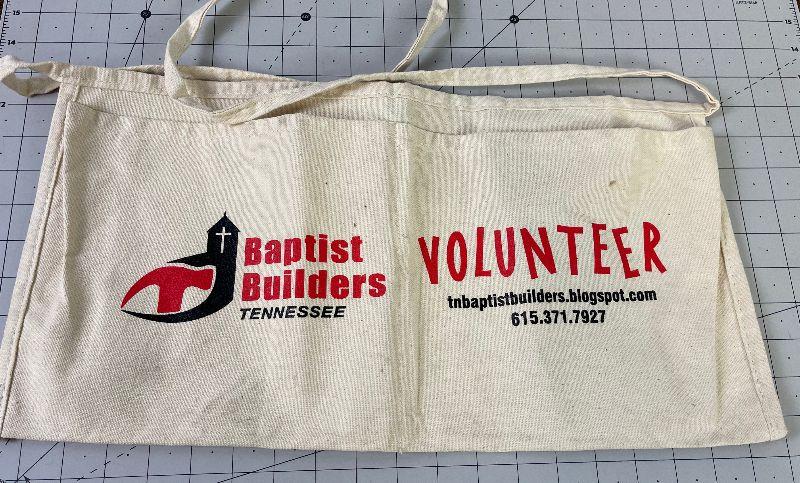 Baptist
Builders
TENNESSEE
VOLUNTEER
tnbaptistbuilders.blogspot.com
615.371.7927